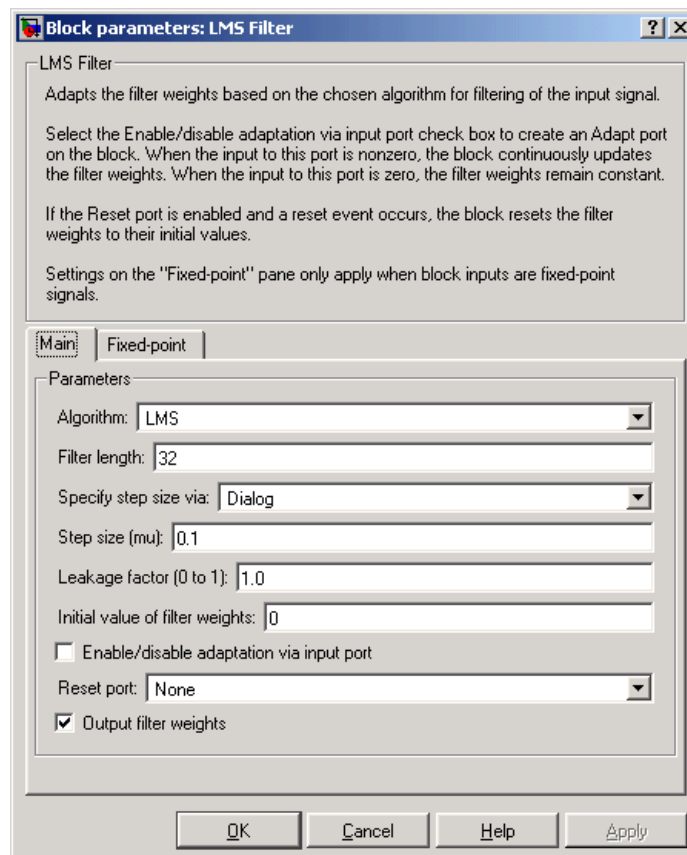 Block parameters: LMS Filter
LMS Filter
Adapts the filter weights based on the chosen algorithm for filtering of the input signal.
Select the Enable/disable adaptation via input port check box to create an Adapt port
on the block. When the input to this port is nonzero, the block continuously updates
the filter weights. When the input to this port is zero, the filter weights remain constant.
If the Reset port is enabled and a reset event occurs, the block resets the filter
weights to their initial values.
Settings on the "Fixed-point" pane only apply when block inputs are fixed-point
signals.
Main Fixed-point
Parameters
Algorithm: LMS
Filter length: 32
Specify step size via: Dialog
Step size (mu): 0.1
Leakage factor (0 to 1): 1.0
Initial value of filter weights: 0
Enable/disable adaptation via input port
Reset port: None
Output filter weights
OK Cancel Help Apply